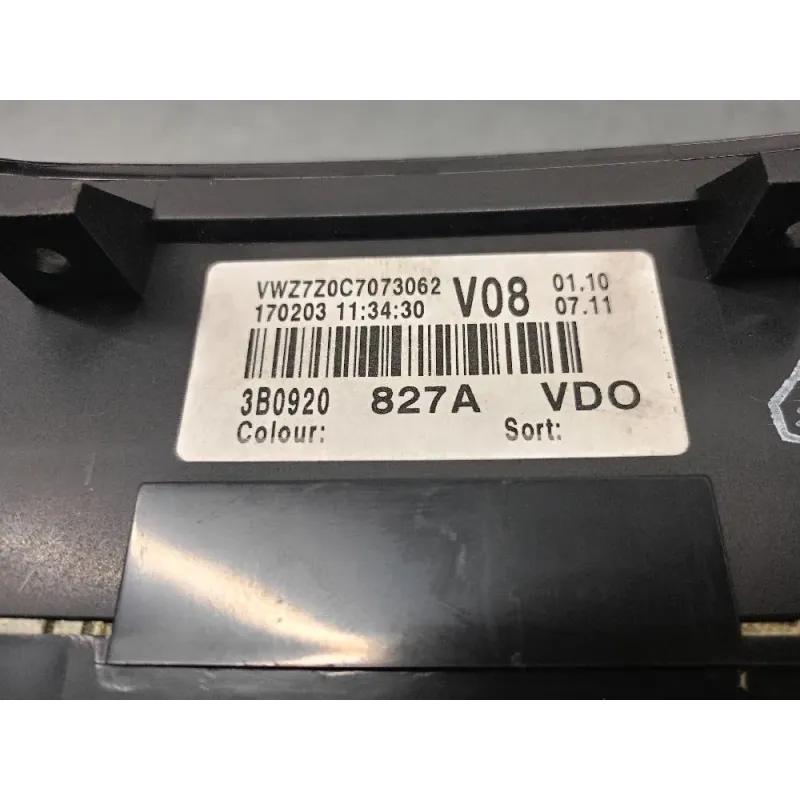 VWZ7Z0C7073062 V08 01.10
170203 11:34:30 07.11
3B0920 827A VDO
Colour: Sort: